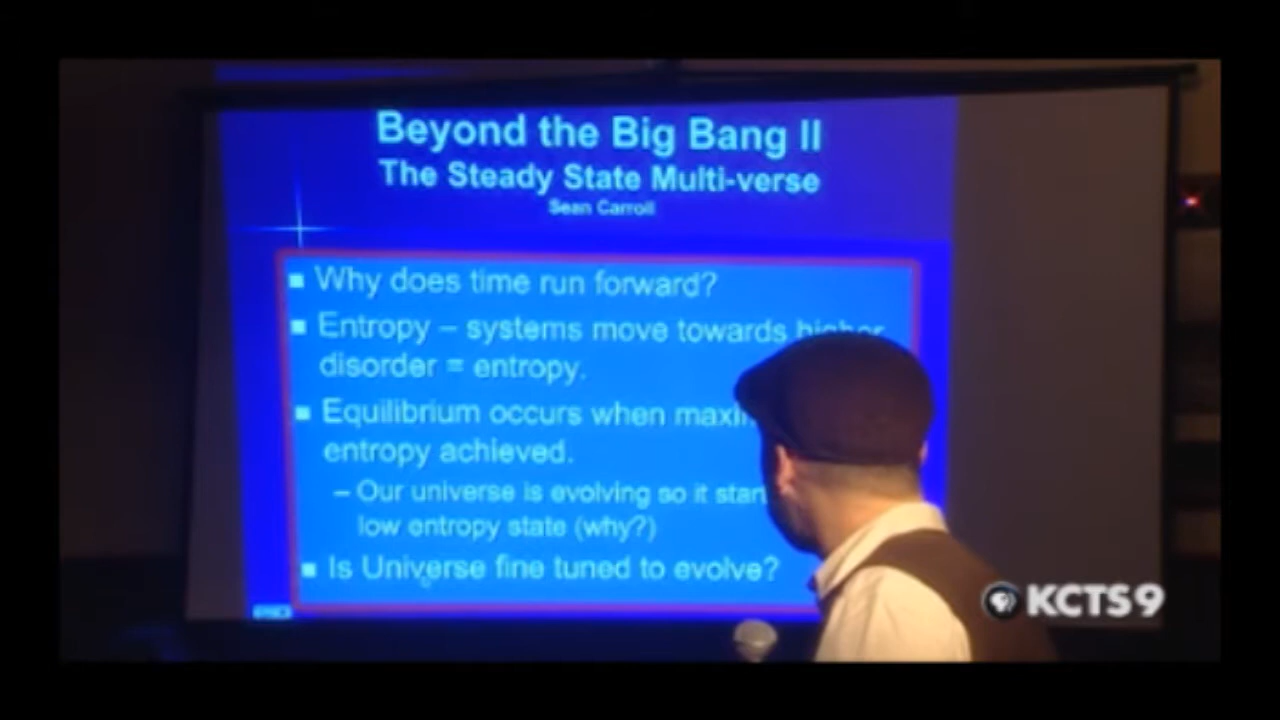 Beyond the Big Bang II
The Steady State Multi-verse
Sean Carroll
▪ Why does time run forward?
▪ Entropy – systems move towards higher
disorder = entropy.
▪ Equilibrium occurs when
entropy achieved.
– Our universe is evolving so it
low entropy state (why?)
▪ Is Universe fine tuned to evolve?
KCTS9